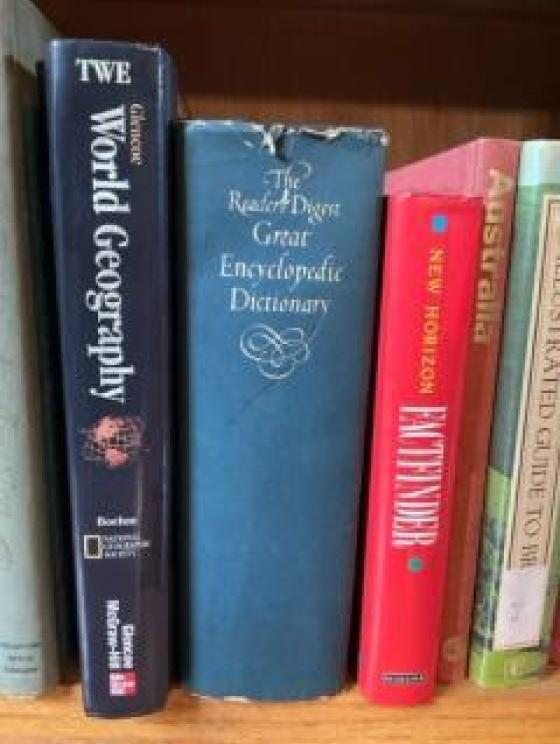 TWE
Glencoe
World Geography
Boehm
NATIONAL
GEOGRAPHIC
SOCIETY
Glencoe
McGraw-Hill
The
Reader's Digest
Great
Encyclopedic
Dictionary
NEW HORIZON
FACTFINDER
Australia
GUIDE TO